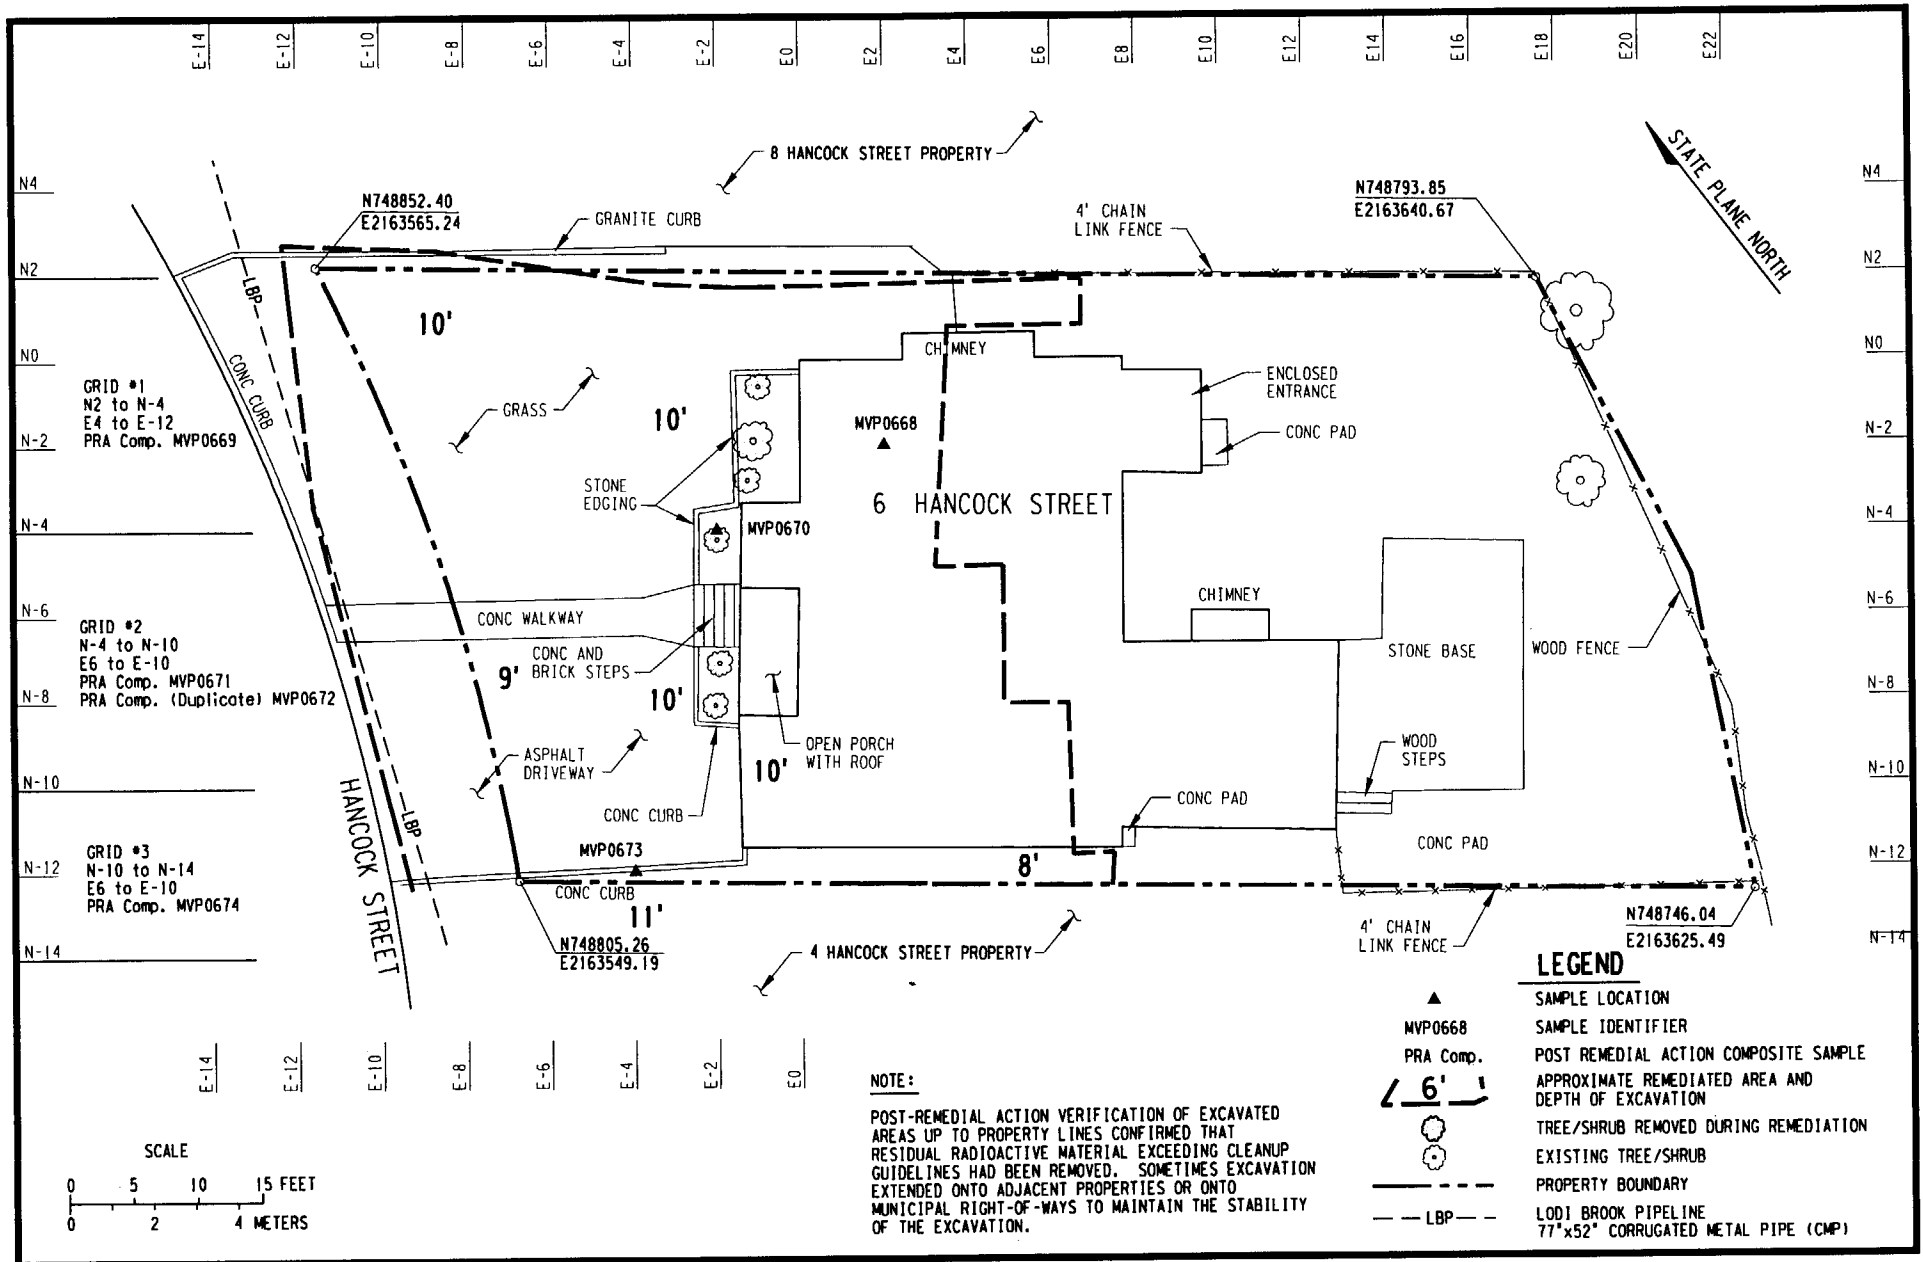 E-14 E-12 E-10 E-8 E-6 E-4 E-2 E0 E2 E4 E6 E8 E10 E12 E14 E16 E18 E20 E22
8 HANCOCK STREET PROPERTY
STATE PLANE NORTH
N4
N4
N748852.40
E2163565.24
GRANITE CURB
4' CHAIN
LINK FENCE
N748793.85
E2163640.67
N2
N2
LBP
10'
N0
N0
CONC CURB
CHIMNEY
ENCLOSED
ENTRANCE
GRID #1
N2 to N-4
E4 to E-12
PRA Comp. MVP0669
GRASS
10'
MVP0668
CONC PAD
N-2
N-2
STONE
EDGING
6 HANCOCK STREET
MVP0670
N-4
N-4
CHIMNEY
N-6
N-6
CONC WALKWAY
GRID #2
N-4 to N-10
E6 to E-10
PRA Comp. MVP0671
PRA Comp. (Duplicate) MVP0672
CONC AND
BRICK STEPS
9'
10'
STONE BASE
WOOD FENCE
N-8
N-8
ASPHALT
DRIVEWAY
OPEN PORCH
WITH ROOF
10'
WOOD
STEPS
N-10
N-10
HANCOCK STREET
LBP
CONC CURB
CONC PAD
MVP0673
CONC PAD
GRID #3
N-10 to N-14
E6 to E-10
PRA Comp. MVP0674
N-12
N-12
8'
CONC CURB
11'
N748805.26
E2163549.19
4 HANCOCK STREET PROPERTY
4' CHAIN
LINK FENCE
N748746.04
E2163625.49
N-14
N-14
E-14 E-12 E-10 E-8 E-6 E-4 E-2 E0
LEGEND
SAMPLE LOCATION
MVP0668 SAMPLE IDENTIFIER
PRA Comp. POST REMEDIAL ACTION COMPOSITE SAMPLE
6' APPROXIMATE REMEDIATED AREA AND
DEPTH OF EXCAVATION
TREE/SHRUB REMOVED DURING REMEDIATION
EXISTING TREE/SHRUB
PROPERTY BOUNDARY
LBP LODI BROOK PIPELINE
77"x52" CORRUGATED METAL PIPE (CMP)
NOTE:
POST-REMEDIAL ACTION VERIFICATION OF EXCAVATED
AREAS UP TO PROPERTY LINES CONFIRMED THAT
RESIDUAL RADIOACTIVE MATERIAL EXCEEDING CLEANUP
GUIDELINES HAD BEEN REMOVED. SOMETIMES EXCAVATION
EXTENDED ONTO ADJACENT PROPERTIES OR ONTO
MUNICIPAL RIGHT-OF-WAYS TO MAINTAIN THE STABILITY
OF THE EXCAVATION.
SCALE
0 5 10 15 FEET
0 2 4 METERS